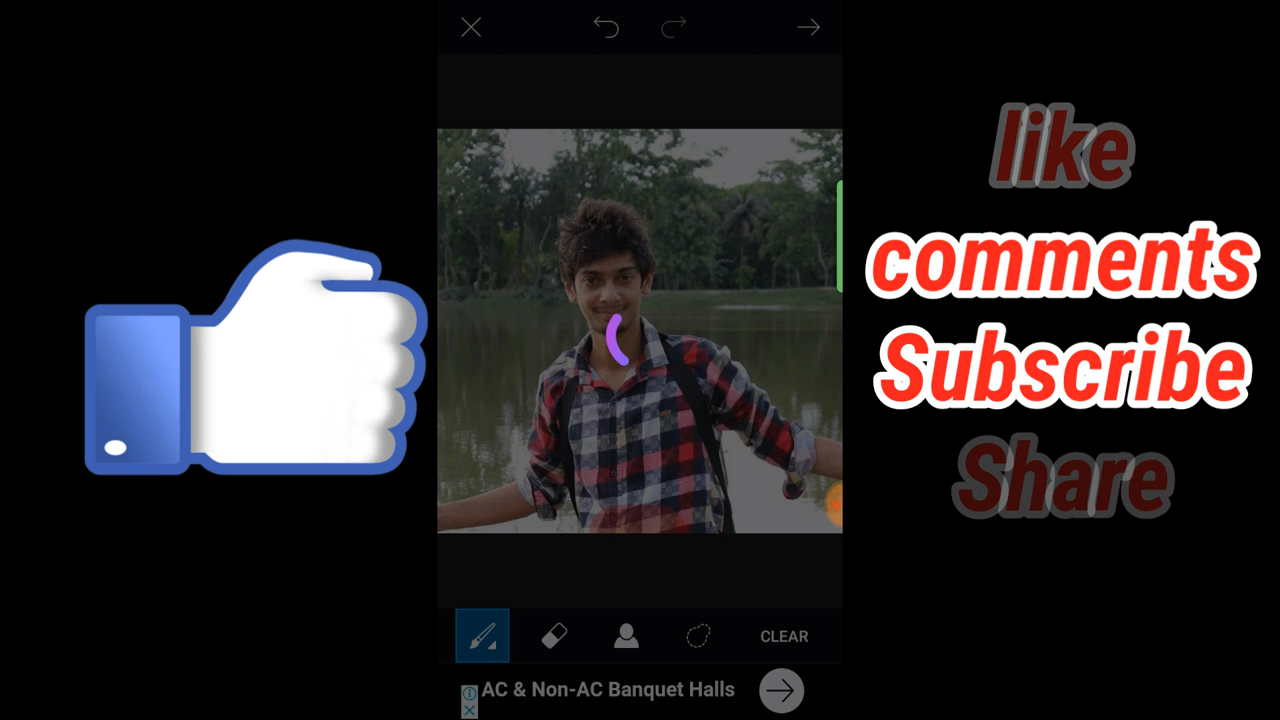 like
comments
Subscribe
Share
CLEAR
AC & Non-AC Banquet Halls